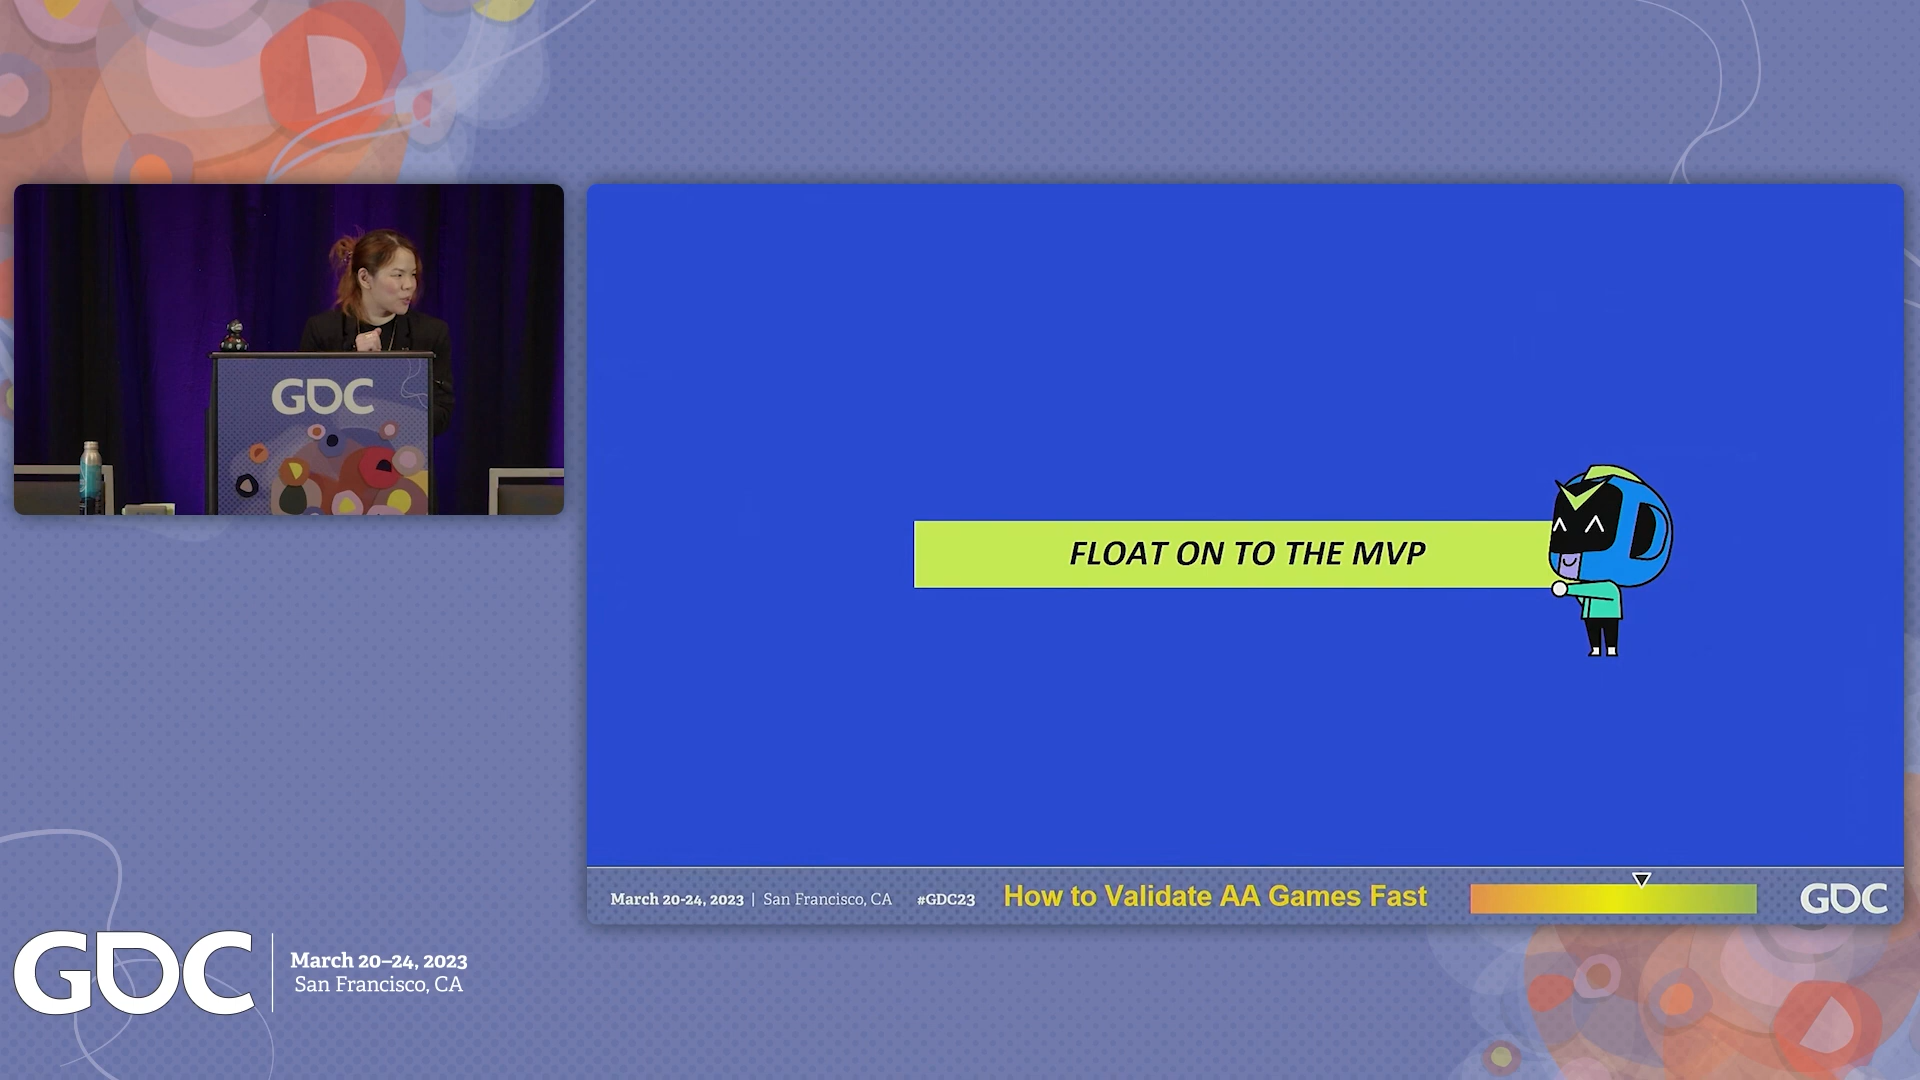 GDC
FLOAT ON TO THE MVP
March 20-24, 2023 | San Francisco, CA #GDC23 How to Validate AA Games Fast GDC
GDC
March 20–24, 2023
San Francisco, CA